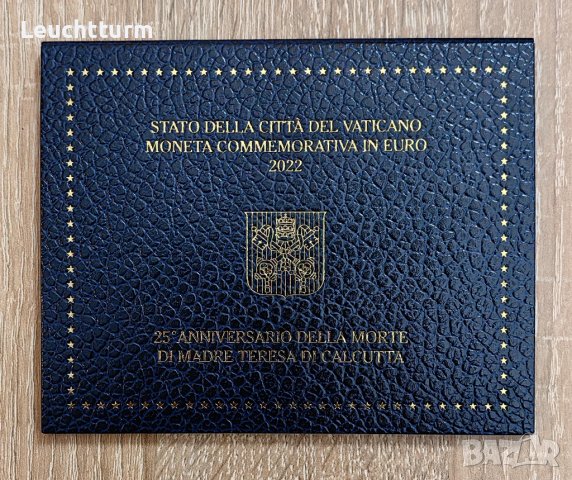 Leuchtturm
STATO DELLA CITTÀ DEL VATICANO
MONETA COMMEMORATIVA IN EURO
2022
25° ANNIVERSARIO DELLA MORTE
DI MADRE TERESA DI CALCUTTA
BAZAR